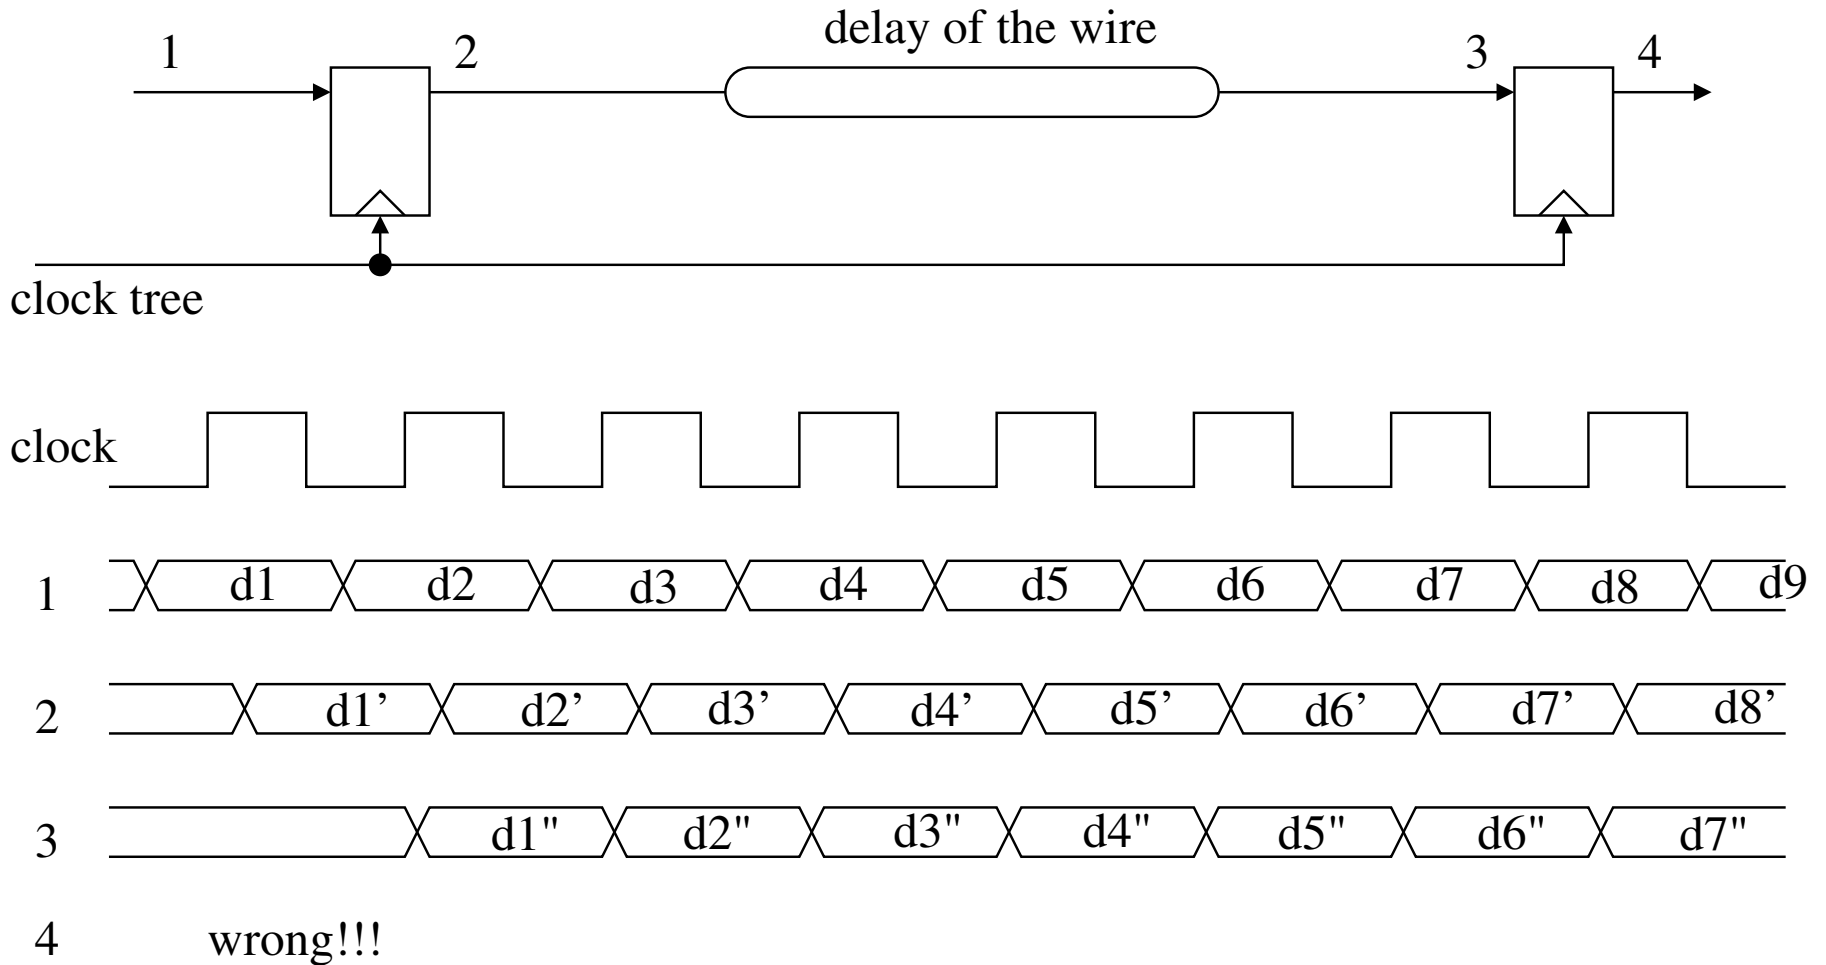 delay of the wire
1 2 3 4
clock tree
clock
1 d1 d2 d3 d4 d5 d6 d7 d8 d9
2 d1’ d2’ d3’ d4’ d5’ d6’ d7’ d8’
3 d1" d2" d3" d4" d5" d6" d7"
4 wrong!!!